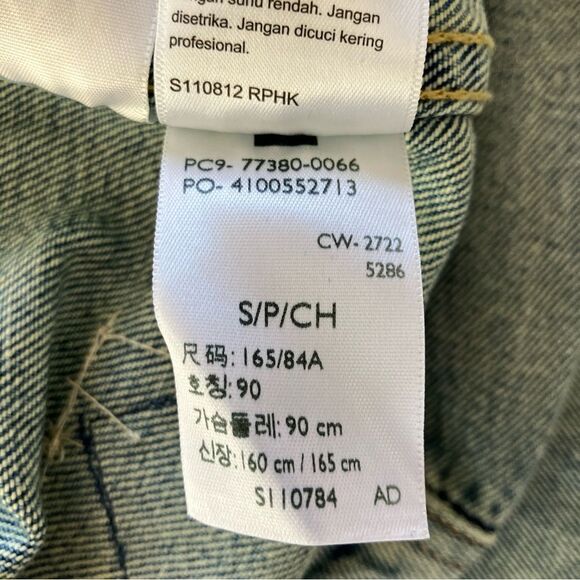 suhu rendah. Jangan
disetrika. Jangan dicuci kering
profesional.
S110812 RPHK
PC9- 77380-0066
PO- 4100552713
CW- 2722
5286
S/P/CH
尺码: 165/84A
호칭: 90
가슴둘레: 90 cm
신장: 160 cm / 165 cm
S110784 AD